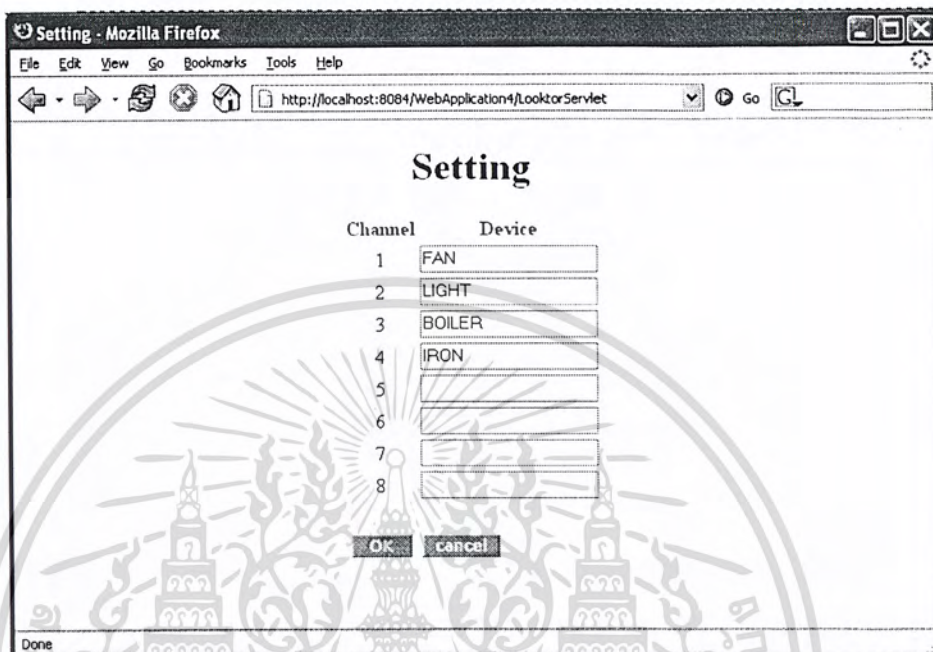 Setting - Mozilla Firefox
File Edit View Go Bookmarks Tools Help
http://localhost:8084/WebApplication4/LooktorServlet Go G
Setting
Channel Device
1 FAN
2 LIGHT
3 BOILER
4 IRON
5
6
7
8
OK cancel
Done